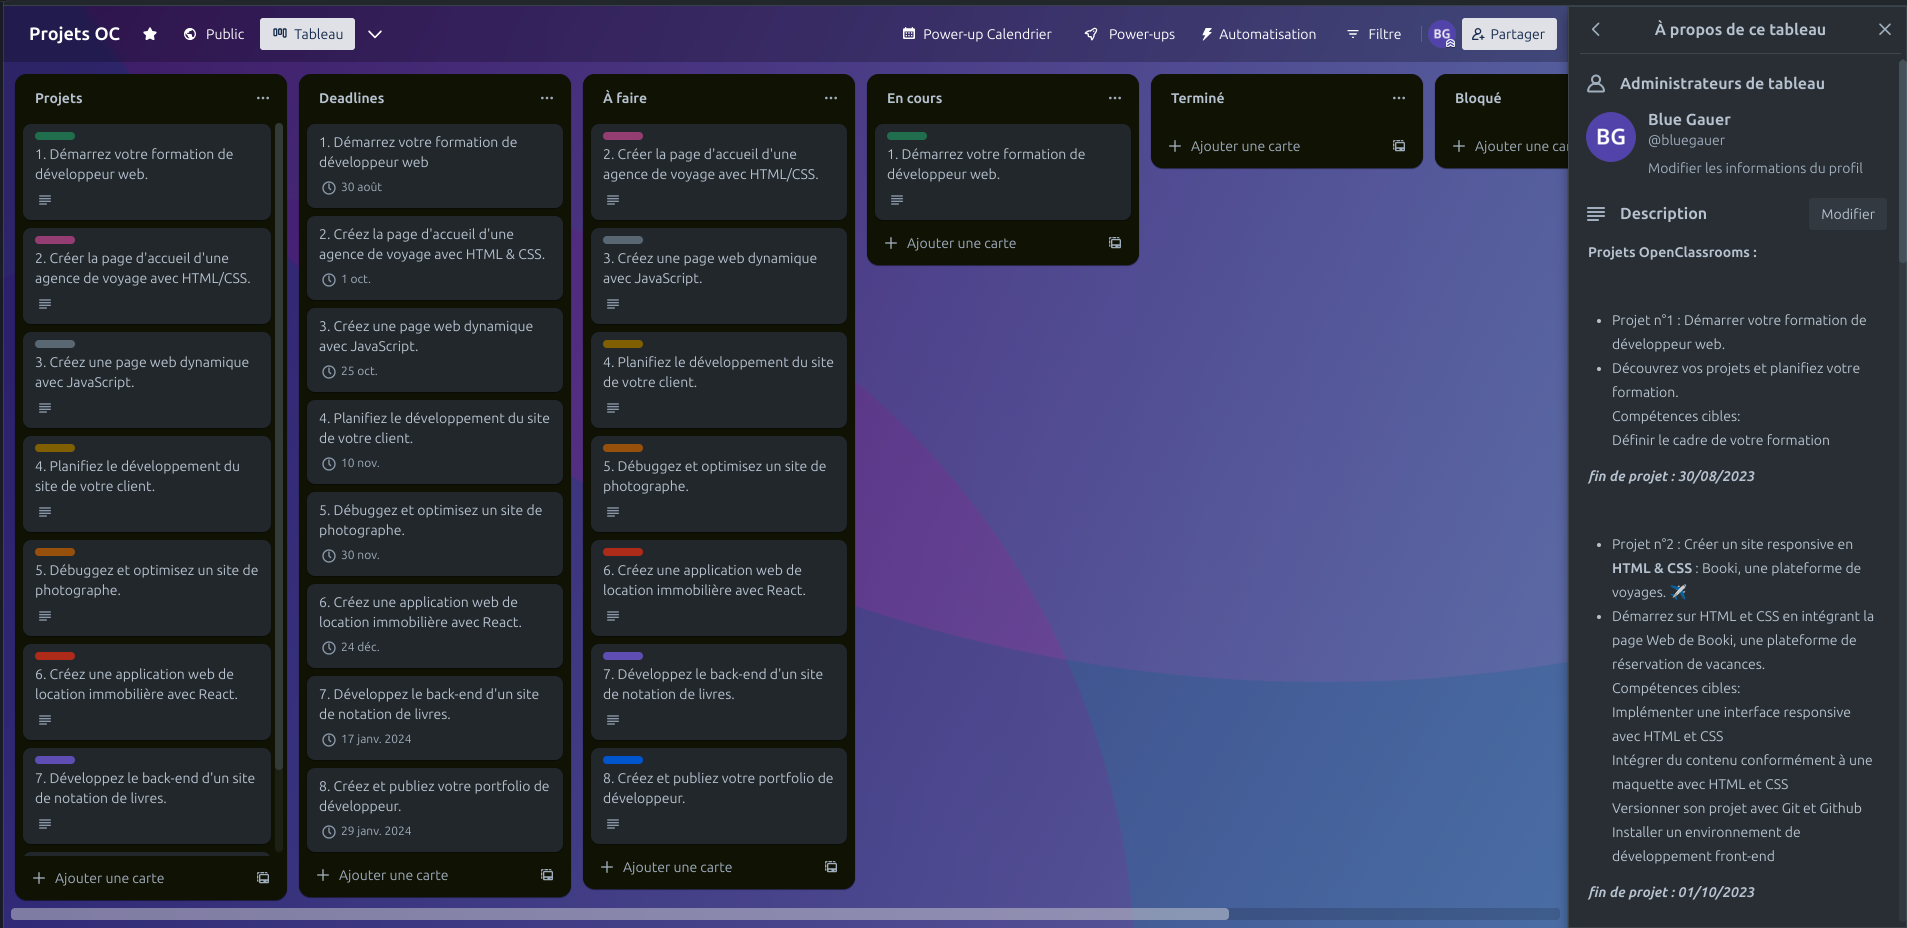 Projets OC
Public
Tableau
Power-up Calendrier
Power-ups
Automatisation
Filtre
BG
Partager
Projets
1. Démarrez votre formation de
développeur web.
2. Créer la page d'accueil d'une
agence de voyage avec HTML/CSS.
3. Créez une page web dynamique
avec JavaScript.
4. Planifiez le développement du
site de votre client.
5. Débuggez et optimisez un site de
photographe.
6. Créez une application web de
location immobilière avec React.
7. Développez le back-end d'un site
de notation de livres.
Ajouter une carte
Deadlines
1. Démarrez votre formation de
développeur web
30 août
2. Créez la page d'accueil d'une
agence de voyage avec HTML & CSS.
1 oct.
3. Créez une page web dynamique
avec JavaScript.
25 oct.
4. Planifiez le développement du site
de votre client.
10 nov.
5. Débuggez et optimisez un site de
photographe.
30 nov.
6. Créez une application web de
location immobilière avec React.
24 déc.
7. Développez le back-end d'un site
de notation de livres.
17 janv. 2024
8. Créez et publiez votre portfolio de
développeur.
29 janv. 2024
Ajouter une carte
À faire
2. Créer la page d'accueil d'une
agence de voyage avec HTML/CSS.
3. Créez une page web dynamique
avec JavaScript.
4. Planifiez le développement du site
de votre client.
5. Débuggez et optimisez un site de
photographe.
6. Créez une application web de
location immobilière avec React.
7. Développez le back-end d'un site
de notation de livres.
8. Créez et publiez votre portfolio de
développeur.
Ajouter une carte
En cours
1. Démarrez votre formation de
développeur web.
Ajouter une carte
Terminé
Ajouter une carte
Bloqué
Ajouter une car
À propos de ce tableau
Administrateurs de tableau
BG
Blue Gauer
@bluegauer
Modifier les informations du profil
Description
Modifier
Projets OpenClassrooms :
• Projet n°1 : Démarrer votre formation de
développeur web.
• Découvrez vos projets et planifiez votre
formation.
Compétences cibles:
Définir le cadre de votre formation
fin de projet : 30/08/2023
• Projet n°2 : Créer un site responsive en
HTML & CSS : Booki, une plateforme de
voyages.
• Démarrez sur HTML et CSS en intégrant la
page Web de Booki, une plateforme de
réservation de vacances.
Compétences cibles:
Implémenter une interface responsive
avec HTML et CSS
Intégrer du contenu conformément à une
maquette avec HTML et CSS
Versionner son projet avec Git et Github
Installer un environnement de
développement front-end
fin de projet : 01/10/2023